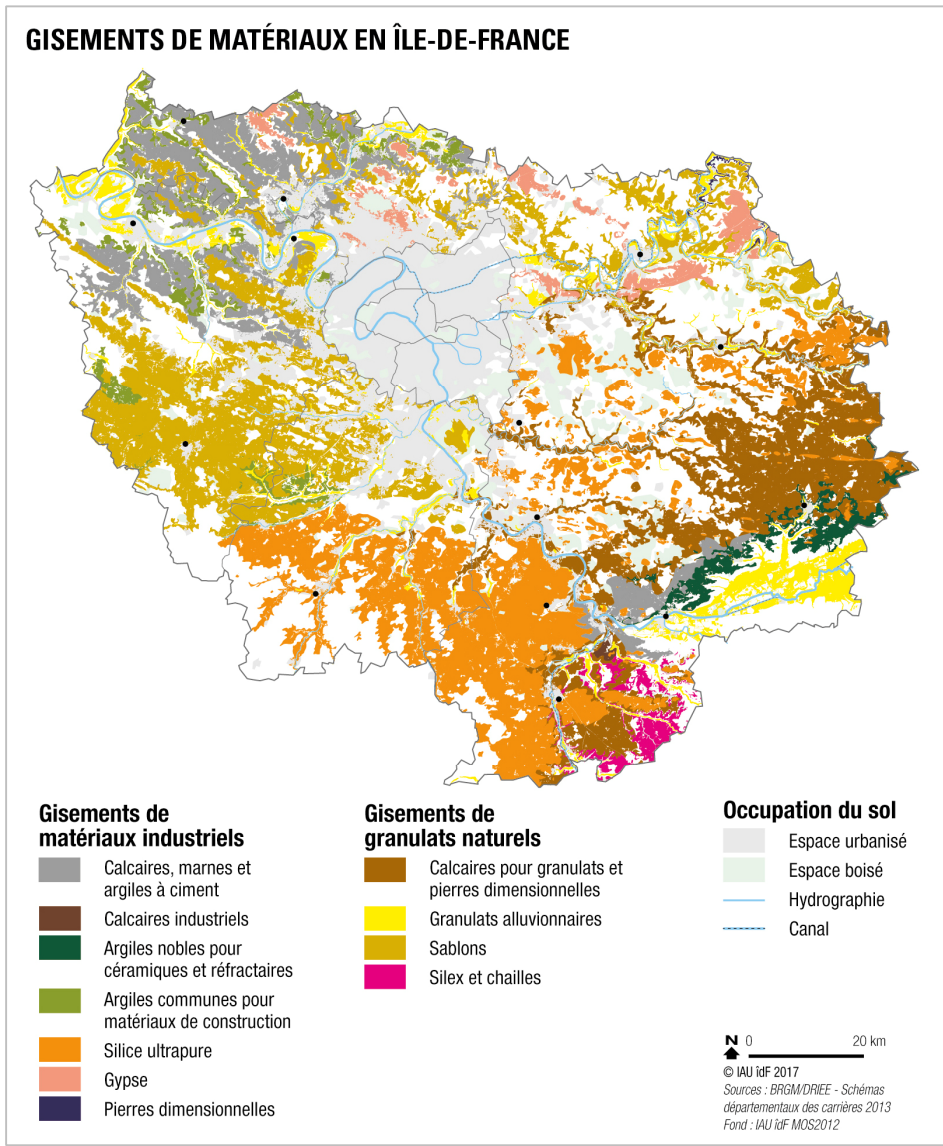 GISEMENTS DE MATÉRIAUX EN ÎLE-DE-FRANCE
Gisements de
matériaux industriels
Calcaires, marnes et
argiles à ciment
Calcaires industriels
Argiles nobles pour
céramiques et réfractaires
Argiles communes pour
matériaux de construction
Silice ultrapure
Gypse
Pierres dimensionnelles
Gisements de
granulats naturels
Calcaires pour granulats et
pierres dimensionnelles
Granulats alluvionnaires
Sablons
Silex et chailles
Occupation du sol
Espace urbanisé
Espace boisé
Hydrographie
Canal
N 0 20 km
© IAU îdF 2017
Sources : BRGM/DRIEE - Schémas
départementaux des carrières 2013
Fond : IAU îdF MOS2012